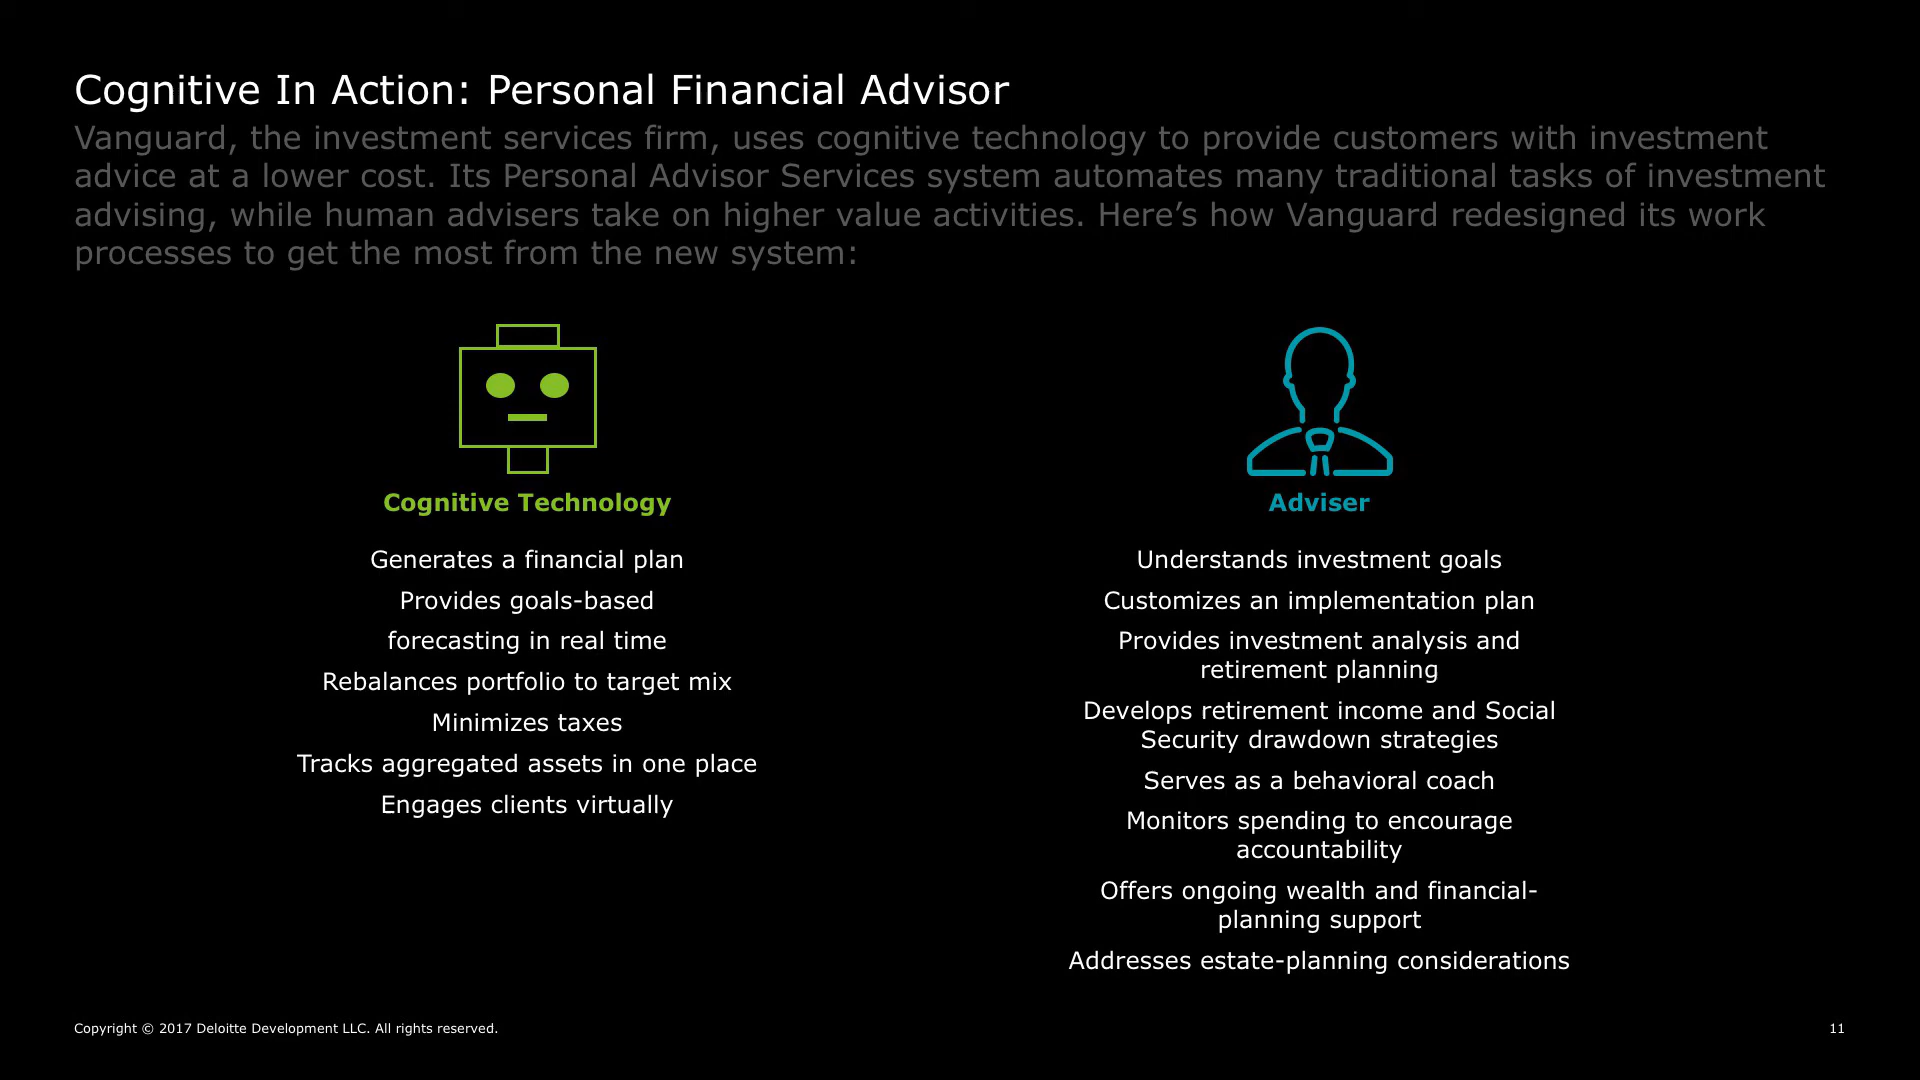 Cognitive In Action: Personal Financial Advisor
Vanguard, the investment services firm, uses cognitive technology to provide customers with investment
advice at a lower cost. Its Personal Advisor Services system automates many traditional tasks of investment
advising, while human advisers take on higher value activities. Here’s how Vanguard redesigned its work
processes to get the most from the new system:
Cognitive Technology
Generates a financial plan
Provides goals-based
forecasting in real time
Rebalances portfolio to target mix
Minimizes taxes
Tracks aggregated assets in one place
Engages clients virtually
Adviser
Understands investment goals
Customizes an implementation plan
Provides investment analysis and
retirement planning
Develops retirement income and Social
Security drawdown strategies
Serves as a behavioral coach
Monitors spending to encourage
accountability
Offers ongoing wealth and financial-
planning support
Addresses estate-planning considerations
Copyright © 2017 Deloitte Development LLC. All rights reserved.
11